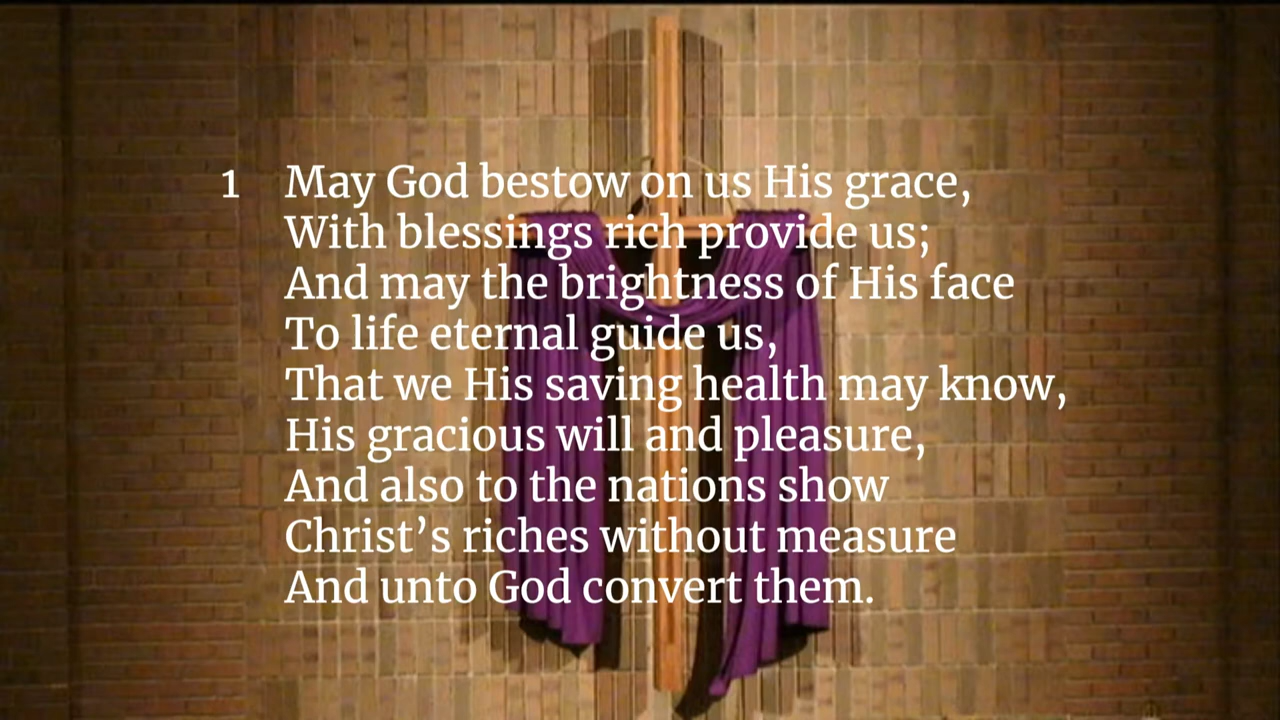 1 May God bestow on us His grace,
With blessings rich provide us;
And may the brightness of His face
To life eternal guide us,
That we His saving health may know,
His gracious will and pleasure,
And also to the nations show
Christ’s riches without measure
And unto God convert them.